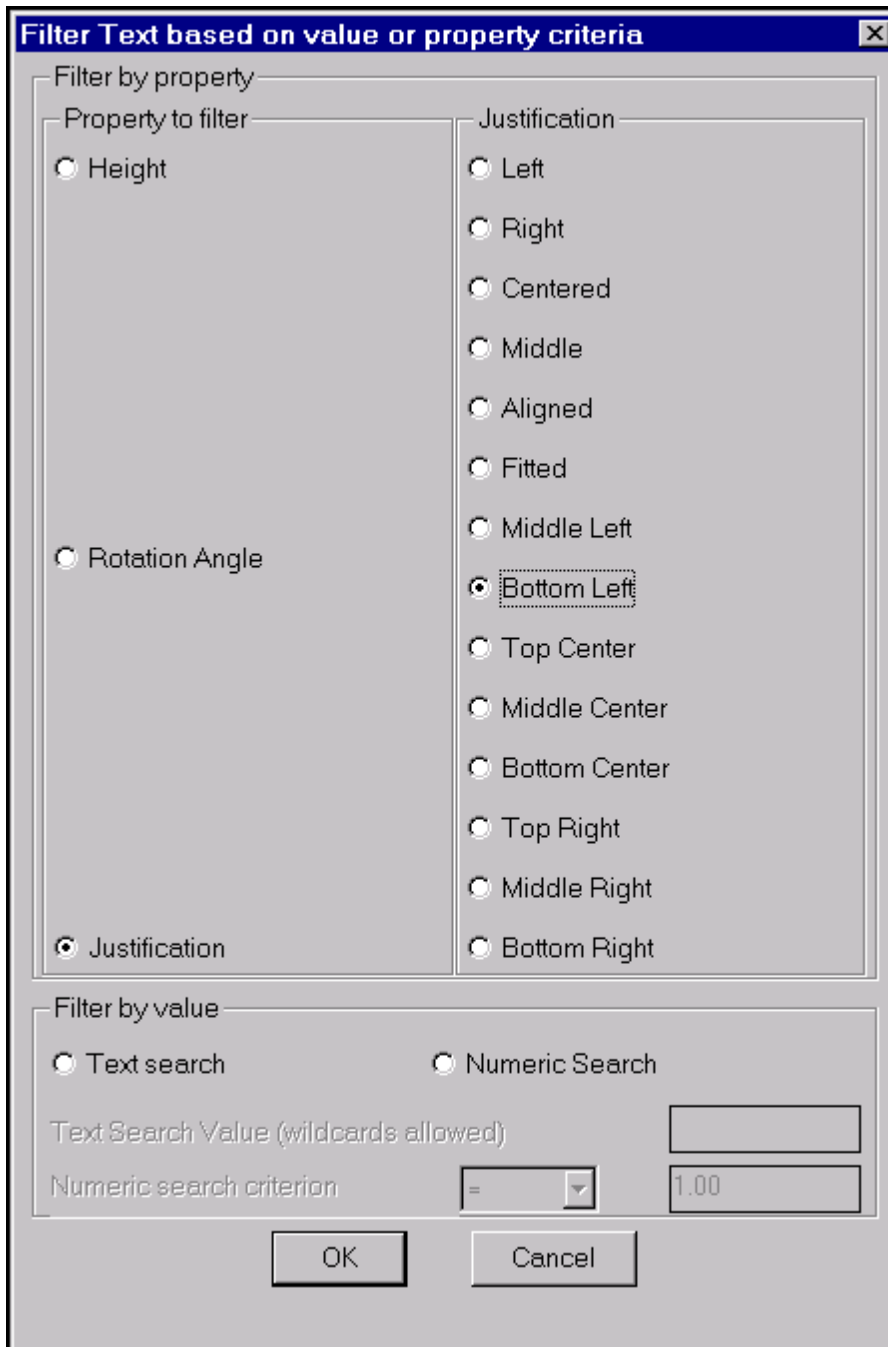 Filter Text based on value or property criteria
Filter by property
Property to filter
Height
Rotation Angle
Justification
Justification
Left
Right
Centered
Middle
Aligned
Fitted
Middle Left
Bottom Left
Top Center
Middle Center
Bottom Center
Top Right
Middle Right
Bottom Right
Filter by value
Text search
Numeric Search
Text Search Value (wildcards allowed)
Numeric search criterion = 1.00
OK Cancel